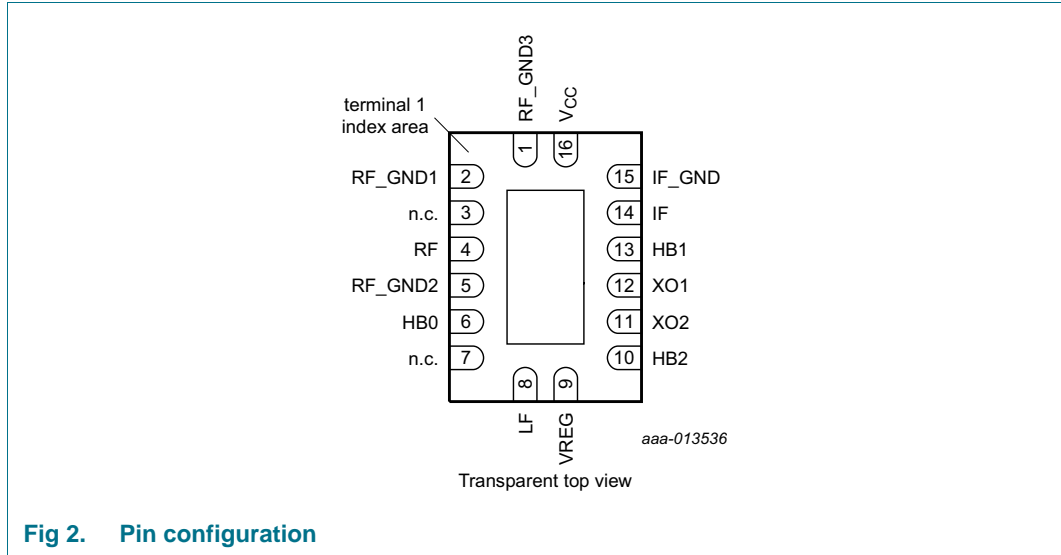 RF_GND3
VCC
terminal 1
index area
1
16
RF_GND1 2
15 IF_GND
n.c. 3
14 IF
RF 4
13 HB1
RF_GND2 5
12 XO1
HB0 6
11 XO2
n.c. 7
10 HB2
8
9
LF
VREG
aaa-013536
Transparent top view
Fig 2. Pin configuration